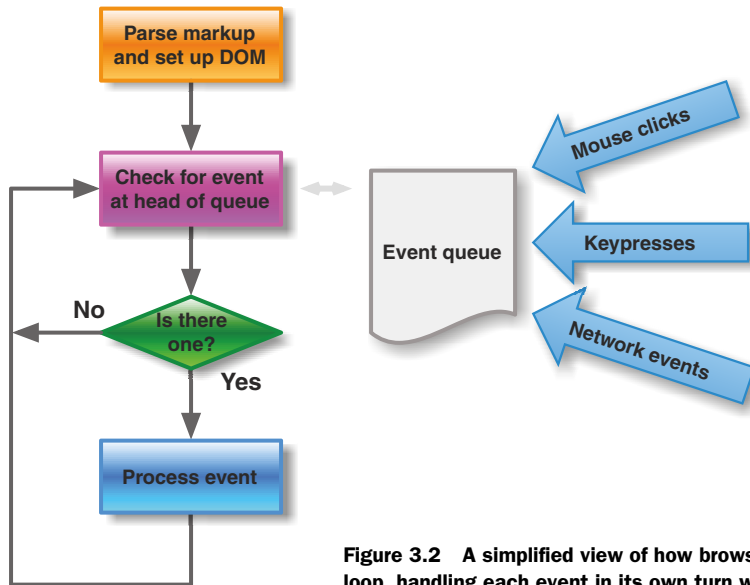 Parse markup
and set up DOM
Check for event
at head of queue
Is there
one?
No
Yes
Process event
Event queue
Mouse clicks
Keypresses
Network events
Figure 3.2 A simplified view of how brows
loop, handling each event in its own turn w